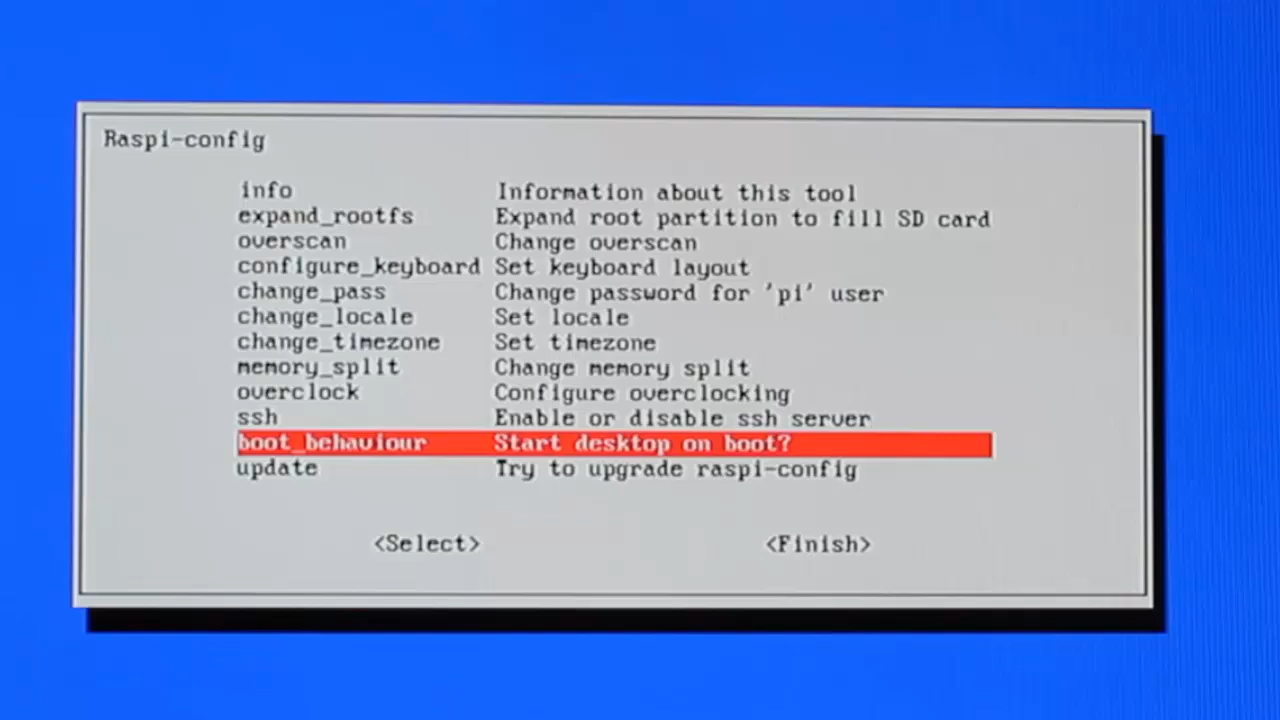 Raspi-config
info Information about this tool
expand_rootfs Expand root partition to fill SD card
overscan Change overscan
configure_keyboard Set keyboard layout
change_pass Change password for 'pi' user
change_locale Set locale
change_timezone Set timezone
memory_split Change memory split
overclock Configure overclocking
ssh Enable or disable ssh server
boot_behaviour Start desktop on boot?
update Try to upgrade raspi-config
<Select> <Finish>